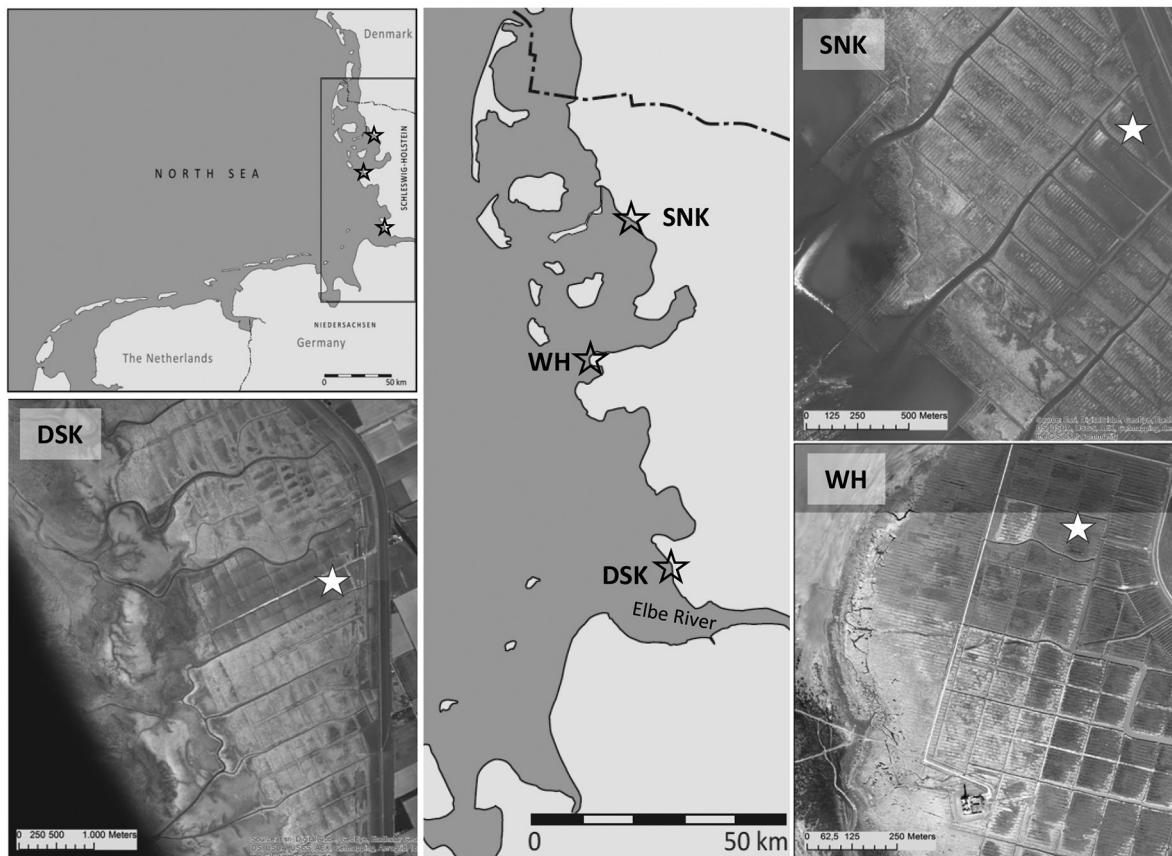 Denmark
NORTH SEA
SCHLESWIG-HOLSTEIN
NIEDERSACHSEN
Germany
The Netherlands
0 50 km
SNK
WH
DSK
Elbe River
0 50 km
SNK
0 125 250 500 Meters
DSK
0 250 500 1.000 Meters
WH
0 62,5 125 250 Meters